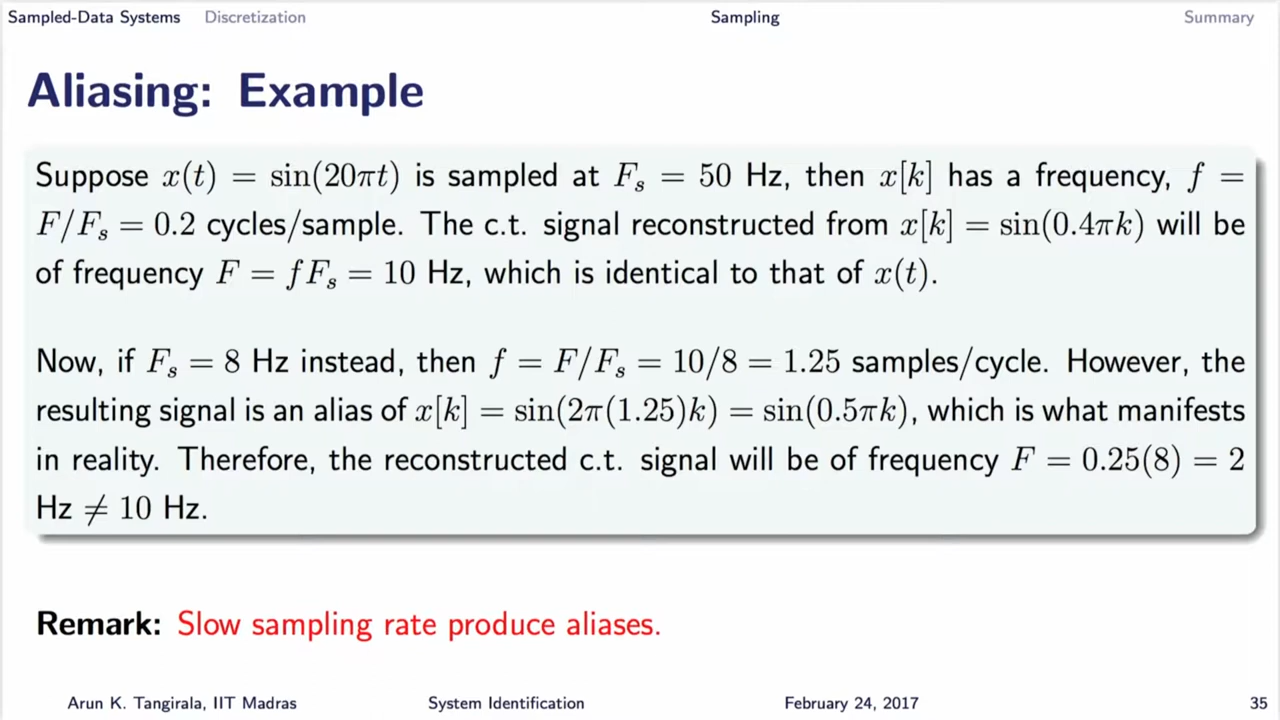 Sampled-Data Systems Discretization Sampling Summary
Aliasing: Example
Suppose x(t) = sin(20πt) is sampled at Fₛ = 50 Hz, then x[k] has a frequency, f =
F/Fₛ = 0.2 cycles/sample. The c.t. signal reconstructed from x[k] = sin(0.4πk) will be
of frequency F = fFₛ = 10 Hz, which is identical to that of x(t).
Now, if Fₛ = 8 Hz instead, then f = F/Fₛ = 10/8 = 1.25 samples/cycle. However, the
resulting signal is an alias of x[k] = sin(2π(1.25)k) = sin(0.5πk), which is what manifests
in reality. Therefore, the reconstructed c.t. signal will be of frequency F = 0.25(8) = 2
Hz ≠ 10 Hz.
Remark: Slow sampling rate produce aliases.
Arun K. Tangirala, IIT Madras System Identification February 24, 2017 35